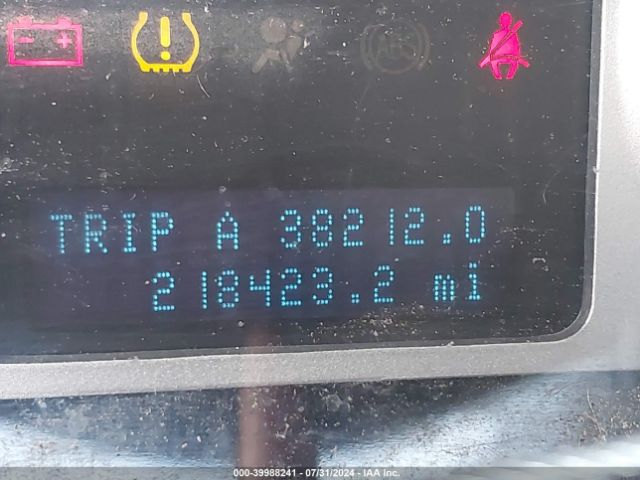 TRIP A 38212.0
218423.2 mi
000-39988241 - 07/31/2024 - IAA Inc.